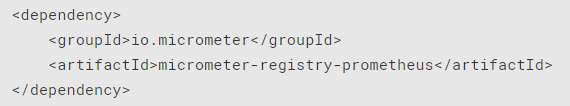 <dependency>
    <groupId>io.micrometer</groupId>
    <artifactId>micrometer-registry-prometheus</artifactId>
</dependency>